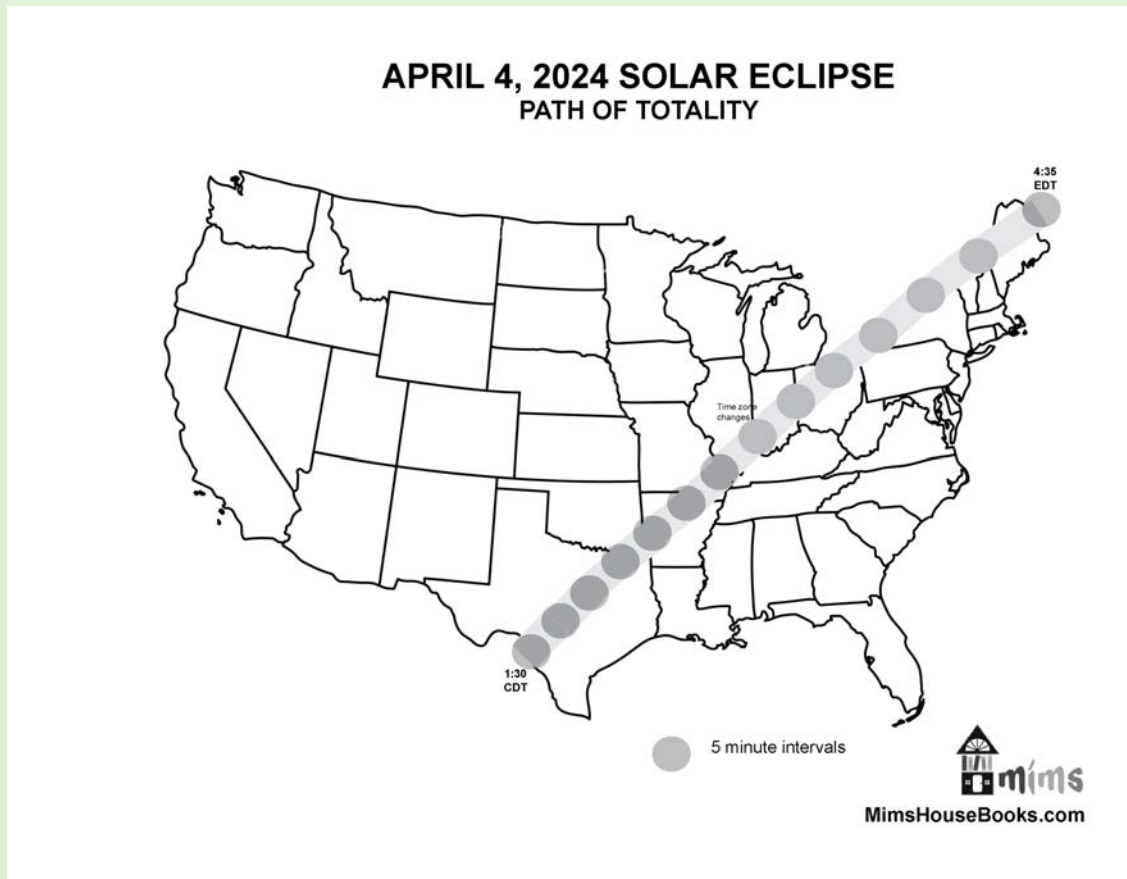 APRIL 4, 2024 SOLAR ECLIPSE
PATH OF TOTALITY
4:35
EDT
Time zone
changes
1:30
CDT
5 minute intervals
mims
MimsHouseBooks.com